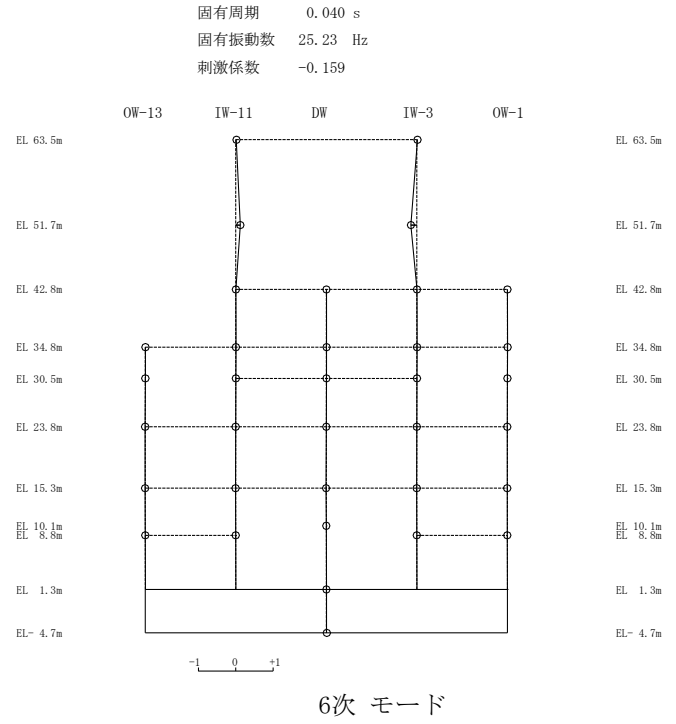 固有周期 0.040 s
固有振動数 25.23 Hz
刺激係数 -0.159
OW-13 IW-11 DW IW-3 OW-1
EL 63.5m EL 63.5m
EL 51.7m EL 51.7m
EL 42.8m EL 42.8m
EL 34.8m EL 34.8m
EL 30.5m EL 30.5m
EL 23.8m EL 23.8m
EL 15.3m EL 15.3m
EL 10.1m EL 10.1m
EL 8.8m EL 8.8m
EL 1.3m EL 1.3m
EL- 4.7m EL- 4.7m
-1 0 +1
6次 モード